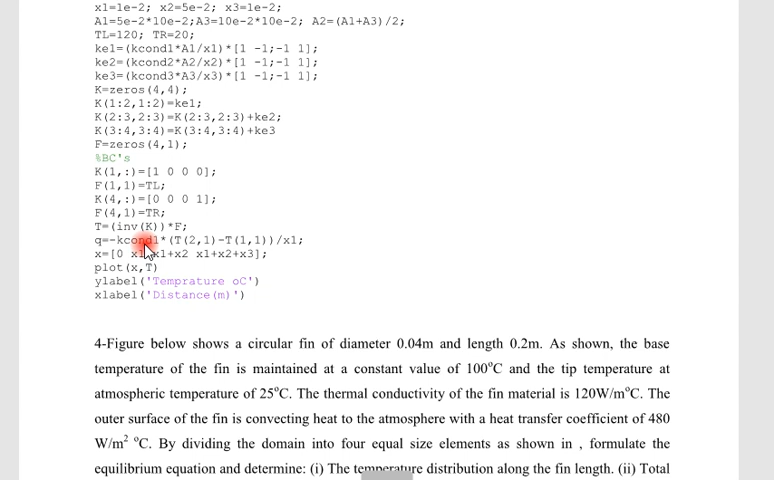 x1=1e-2; x2=5e-2; x3=1e-2;
A1=5e-2*10e-2;A3=10e-2*10e-2; A2=(A1+A3)/2;
TL=120; TR=20;
ke1=(kcond1*A1/x1)*[1 -1;-1 1];
ke2=(kcond2*A2/x2)*[1 -1;-1 1];
ke3=(kcond3*A3/x3)*[1 -1;-1 1];
K=zeros(4,4);
K(1:2,1:2)=ke1;
K(2:3,2:3)=K(2:3,2:3)+ke2;
K(3:4,3:4)=K(3:4,3:4)+ke3
F=zeros(4,1);
%BC's
K(1,:)=[1 0 0 0];
F(1,1)=TL;
K(4,:)=[0 0 0 1];
F(4,1)=TR;
T=(inv(K))*F;
q=-kcond1*(T(2,1)-T(1,1))/x1;
x=[0 x1 x1+x2 x1+x2+x3];
plot(x,T)
ylabel('Temprature oC')
xlabel('Distance(m)')
4-Figure below shows a circular fin of diameter 0.04m and length 0.2m. As shown, the base
temperature of the fin is maintained at a constant value of 100°C and the tip temperature at
atmospheric temperature of 25°C. The thermal conductivity of the fin material is 120W/m°C. The
outer surface of the fin is convecting heat to the atmosphere with a heat transfer coefficient of 480
W/m² °C. By dividing the domain into four equal size elements as shown in , formulate the
equilibrium equation and determine: (i) The temperature distribution along the fin length. (ii) Total